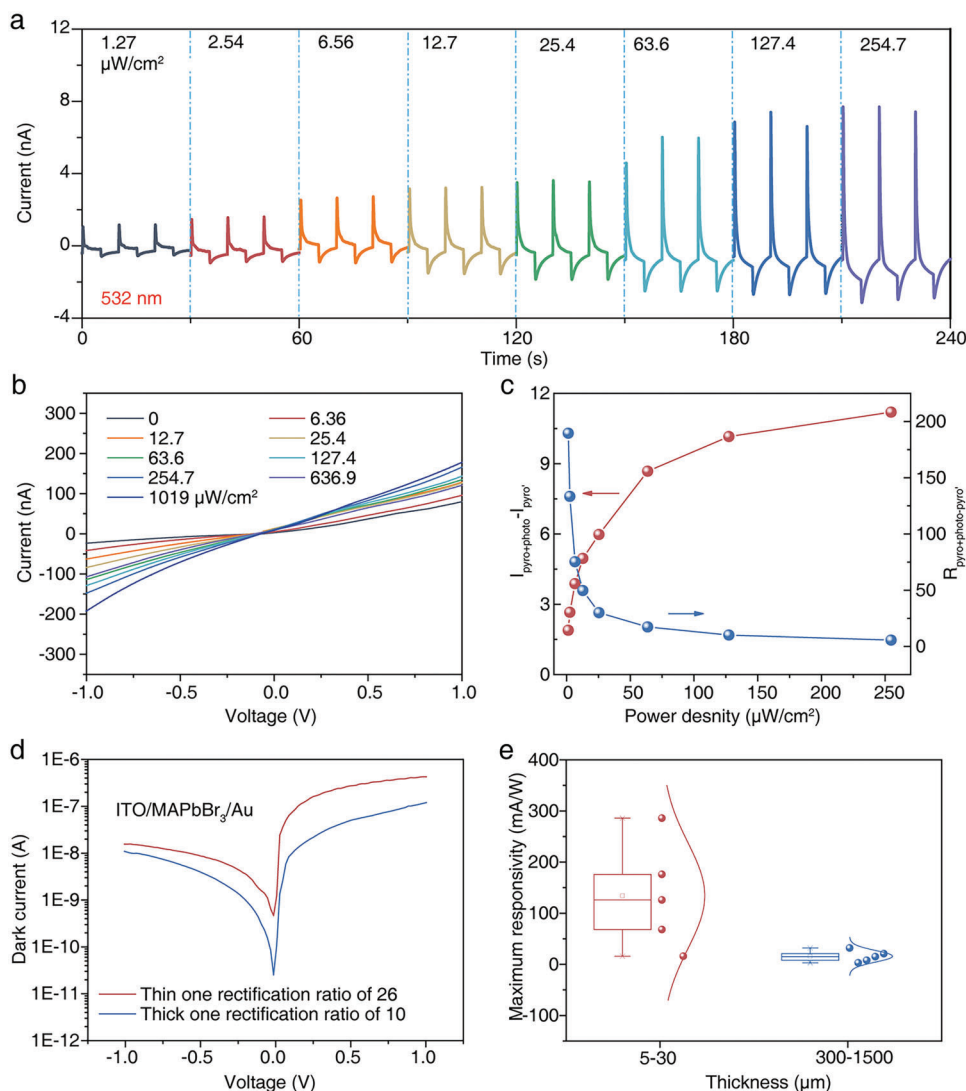 a
12
8
4
0
-4
Current (nA)
1.27
µW/cm²
2.54
6.56
12.7
25.4
63.6
127.4
254.7
532 nm
0
60
120
180
240
Time (s)
b
300
200
100
0
-100
-200
-300
Current (nA)
0
6.36
12.7
25.4
63.6
127.4
254.7
636.9
1019 µW/cm²
-1.0
-0.5
0.0
0.5
1.0
Voltage (V)
c
12
9
6
3
0
I pyro+photo-I pyro'
200
150
100
50
0
R pyro+photo-pyro'
0
50
100
150
200
250
Power desnity (µW/cm²)
d
1E-6
1E-7
1E-8
1E-9
1E-10
1E-11
1E-12
Dark current (A)
ITO/MAPbBr₃/Au
Thin one rectification ratio of 26
Thick one rectification ratio of 10
-1.0
-0.5
0.0
0.5
1.0
Voltage (V)
e
400
300
200
100
0
-100
Maximum responsivity (mA/W)
5-30
300-1500
Thickness (µm)